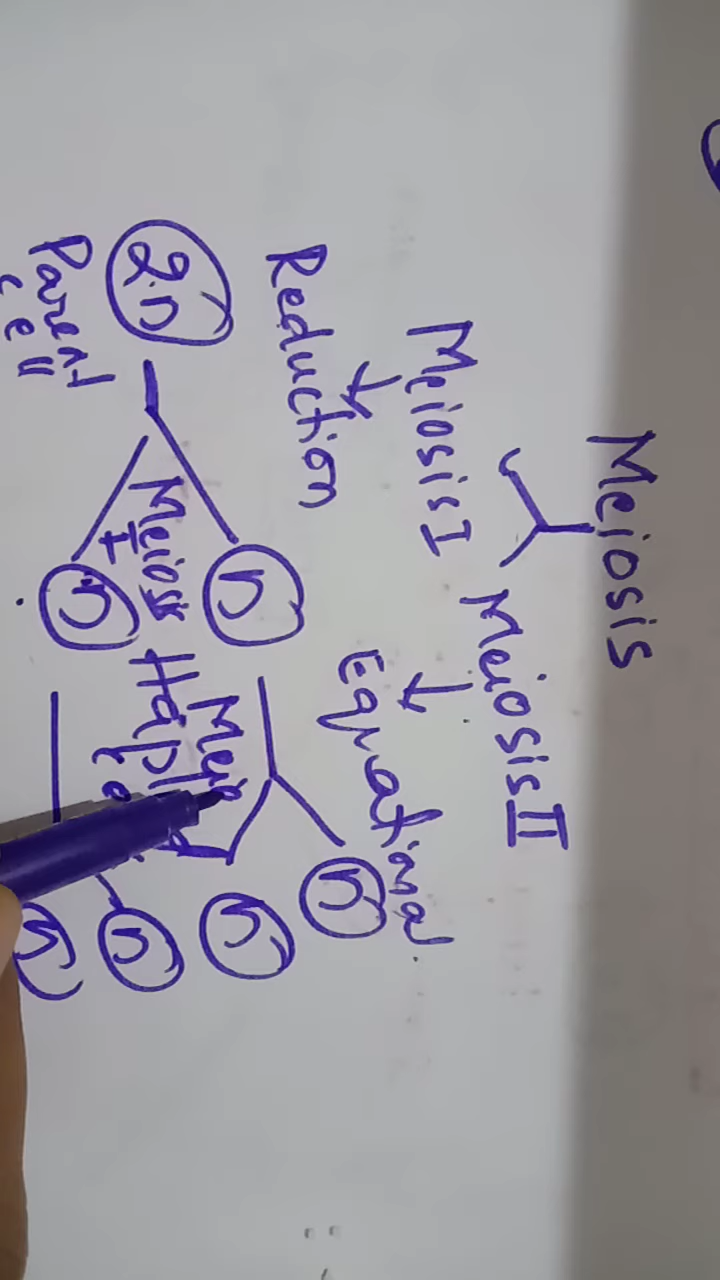 Meiosis
Meiosis I Meiosis II
Reduction Equational
2n
Parent
cell
n
n
Meiosis
I
n
n
n
n